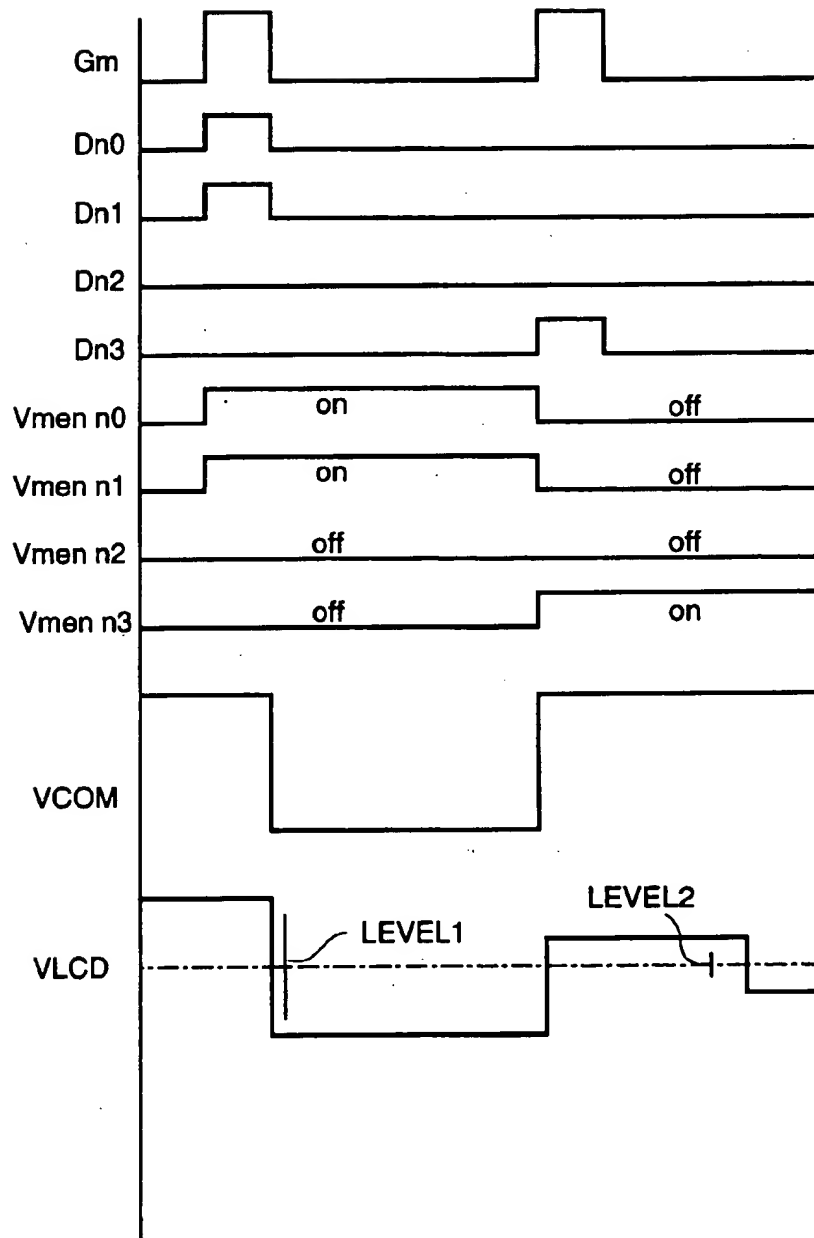 Gm
Dn0
Dn1
Dn2
Dn3
Vmen n0 on off
Vmen n1 on off
Vmen n2 off off
Vmen n3 off on
VCOM
LEVEL1 LEVEL2
VLCD